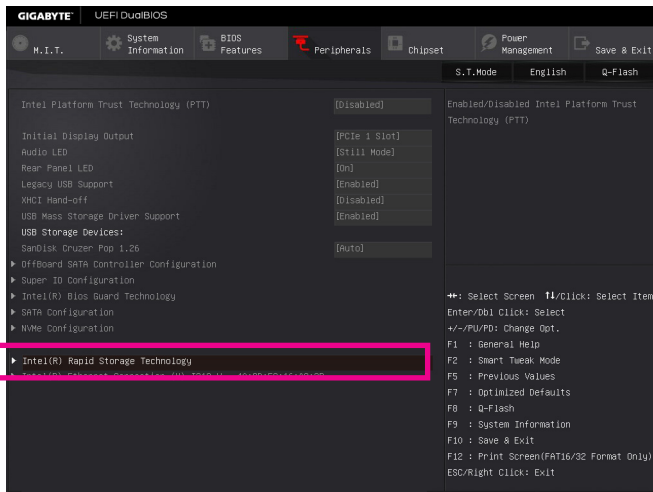 GIGABYTE™ UEFI DualBIOS
M.I.T. System Information BIOS Features Peripherals Chipset Power Management Save & Exit
S.T.Mode English Q-Flash
Intel Platform Trust Technology (PTT) [Disabled]
Enabled/Disabled Intel Platform Trust
Technology (PTT)
Initial Display Output [PCIe 1 Slot]
Audio LED [Still Mode]
Rear Panel LED [On]
Legacy USB Support [Enabled]
XHCI Hand-off [Disabled]
USB Mass Storage Driver Support [Enabled]
USB Storage Devices:
SanDisk Cruzer Pop 1.26 [Auto]
OffBoard SATA Controller Configuration
Super IO Configuration
Intel(R) Bios Guard Technology
SATA Configuration
NVMe Configuration
Intel(R) Rapid Storage Technology
Intel(R) Ethernet Connection
→←: Select Screen ↑↓/Click: Select Item
Enter/Dbl Click: Select
+/-/PU/PD: Change Opt.
F1 : General Help
F2 : Smart Tweak Mode
F5 : Previous Values
F7 : Optimized Defaults
F8 : Q-Flash
F9 : System Information
F10 : Save & Exit
F12 : Print Screen(FAT16/32 Format Only)
ESC/Right Click: Exit